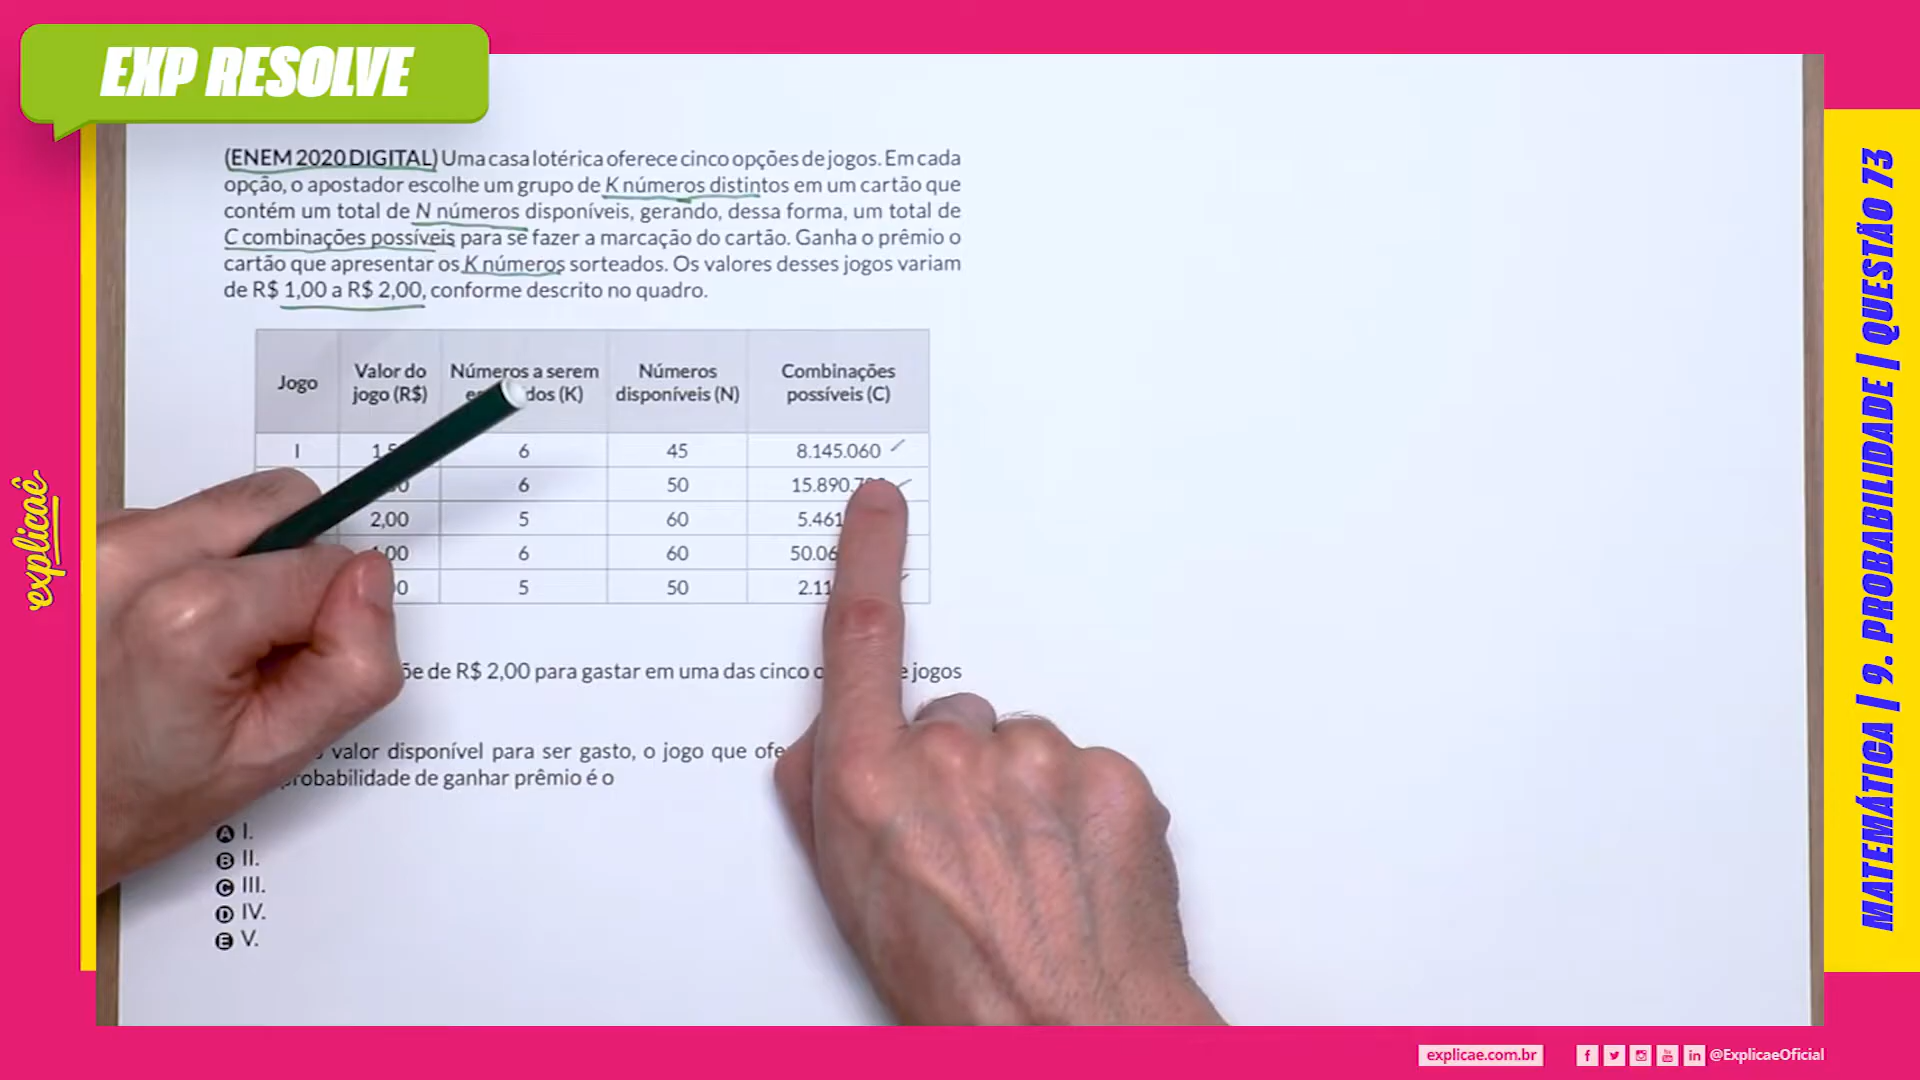 EXP RESOLVE
(ENEM 2020 DIGITAL) Uma casa lotérica oferece cinco opções de jogos. Em cada
opção, o apostador escolhe um grupo de K números distintos em um cartão que
contém um total de N números disponíveis, gerando, dessa forma, um total de
C combinações possíveis para se fazer a marcação do cartão. Ganha o prêmio o
cartão que apresentar os K números sorteados. Os valores desses jogos variam
de R$ 1,00 a R$ 2,00, conforme descrito no quadro.
Jogo Valor do jogo (R$) Números a serem (K) Números disponíveis (N) Combinações possíveis (C)
I 6 45 8.145.060
6 50 15.890.
2,00 5 60 5.461
6 60 50.06
5 50 2.11
de R$ 2,00 para gastar em uma das cinco jogos
valor disponível para ser gasto, o jogo que
probabilidade de ganhar prêmio é o
A I.
B II.
C III.
D IV.
E V.
explicaê
MATEMÁTICA | 9. PROBABILIDADE | QUESTÃO 73
explicae.com.br
@ExplicaeOficial